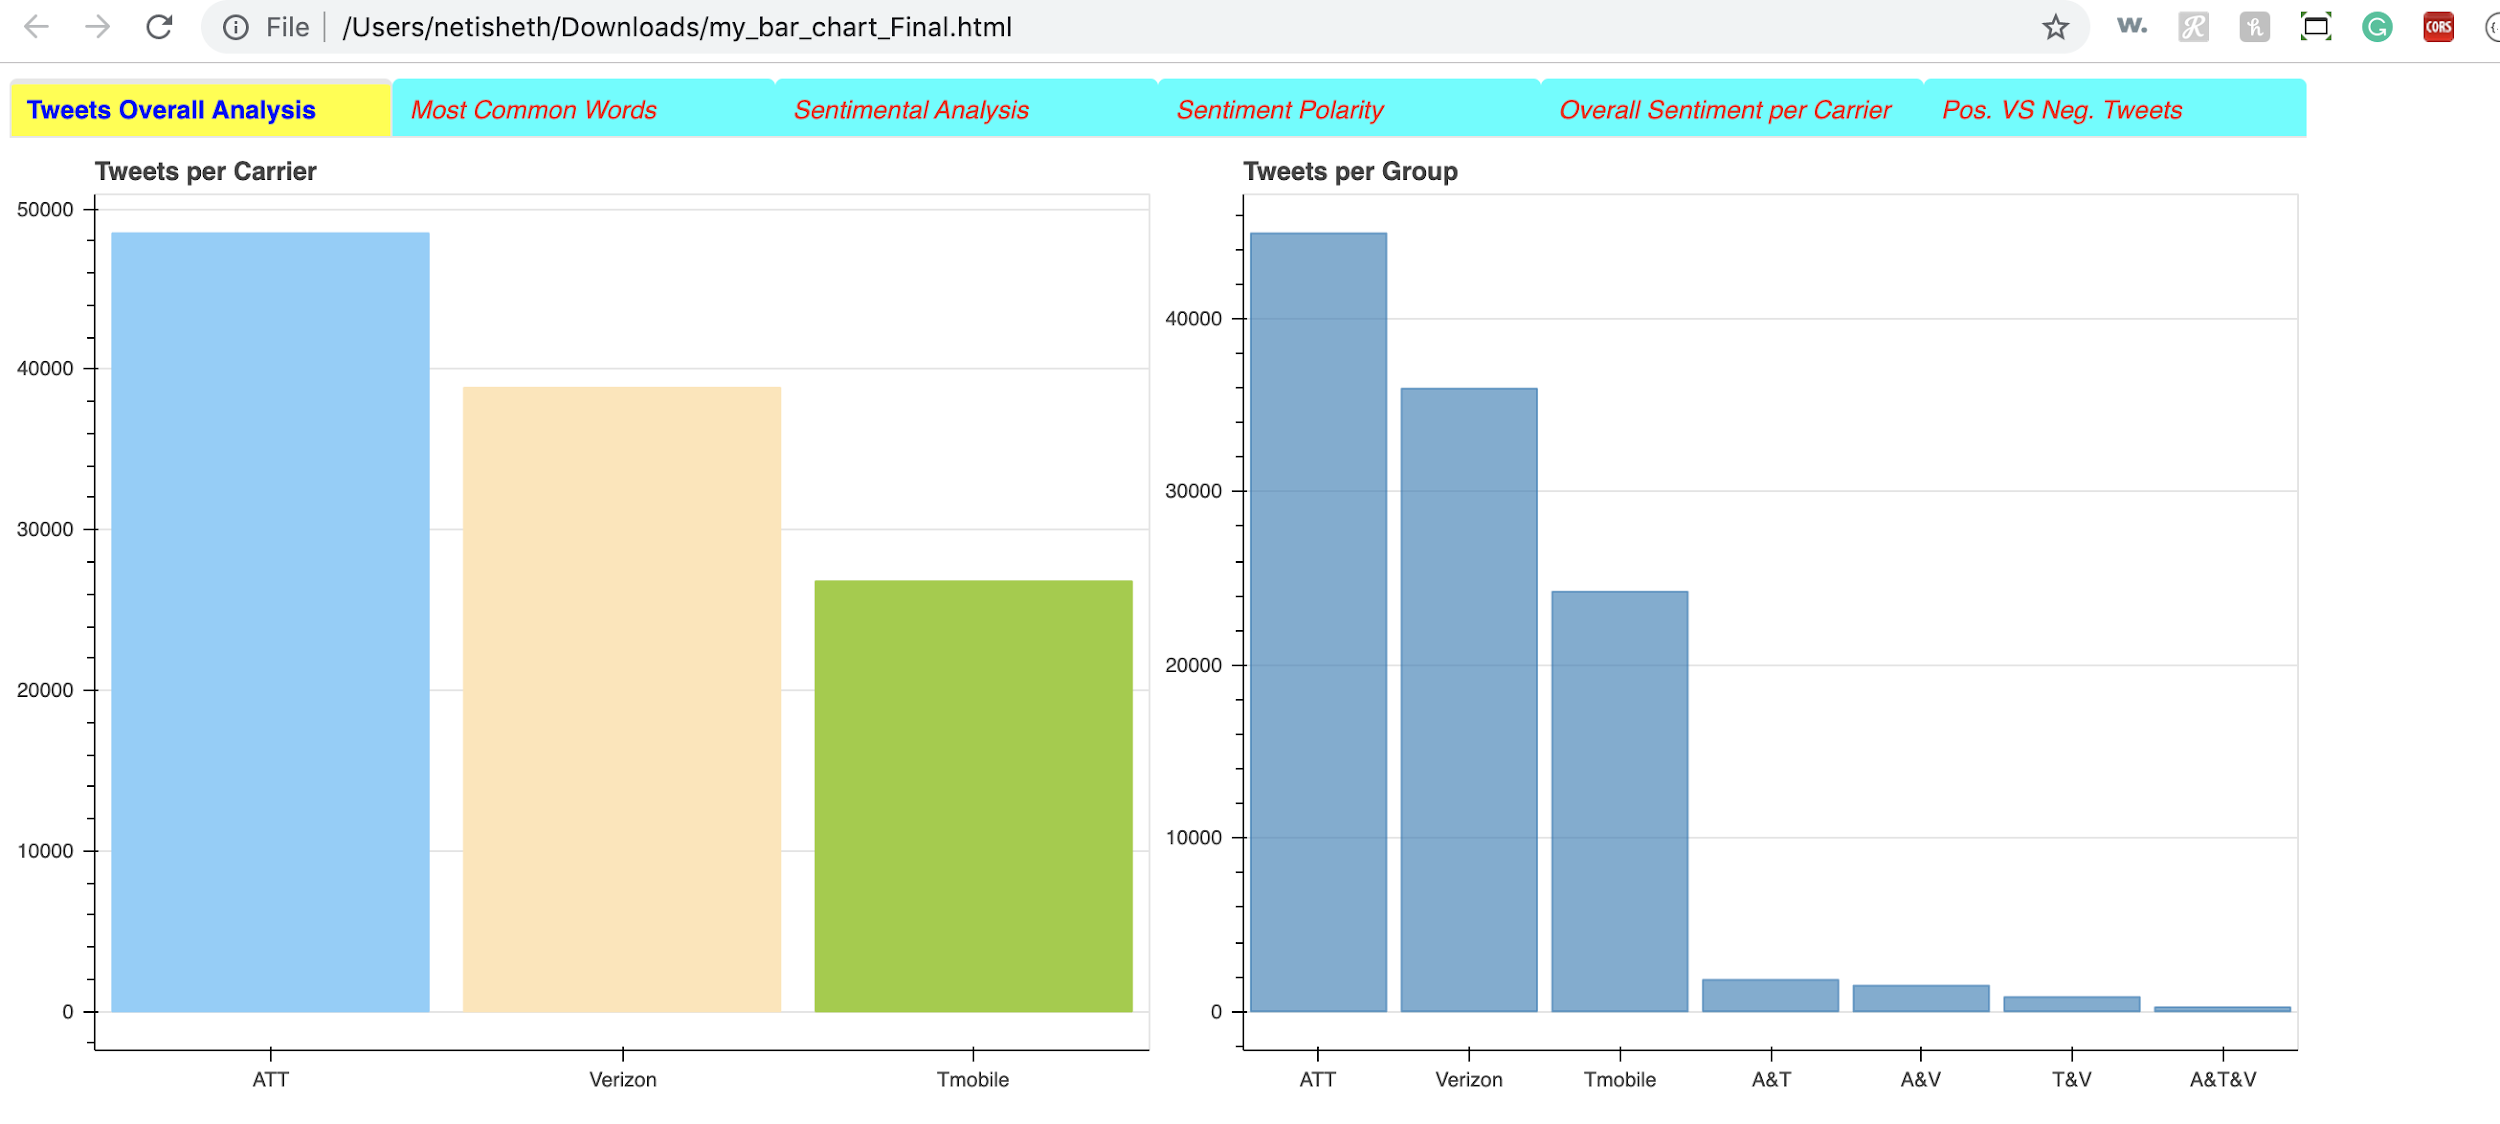 File /Users/netisheth/Downloads/my_bar_chart_Final.html
w. R h G CORS
Tweets Overall Analysis Most Common Words Sentimental Analysis Sentiment Polarity Overall Sentiment per Carrier Pos. VS Neg. Tweets
Tweets per Carrier
50000
40000
30000
20000
10000
0
ATT Verizon Tmobile
Tweets per Group
40000
30000
20000
10000
0
ATT Verizon Tmobile A&T A&V T&V A&T&V